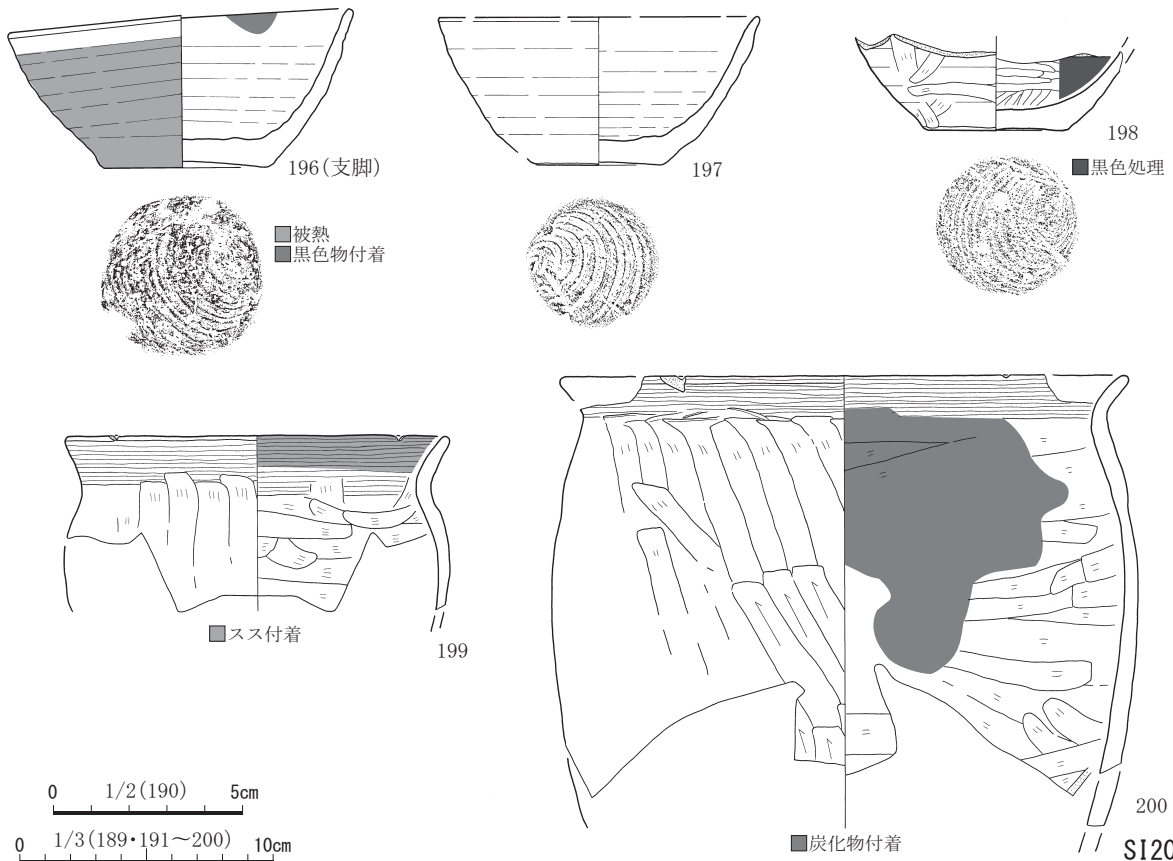 196(支脚)
197
198
■黒色処理
■被熱
■黒色物付着
■スス付着
199
200
0 1/2(190) 5cm
0 1/3(189・191～200) 10cm
■炭化物付着